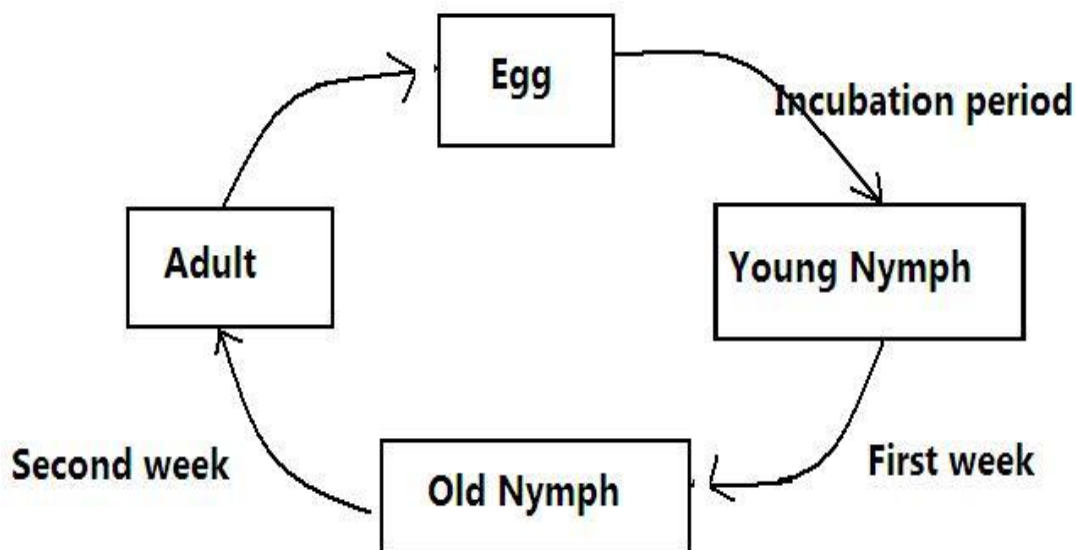 Egg
Incubation period
Adult
Young Nymph
Second week
First week
Old Nymph